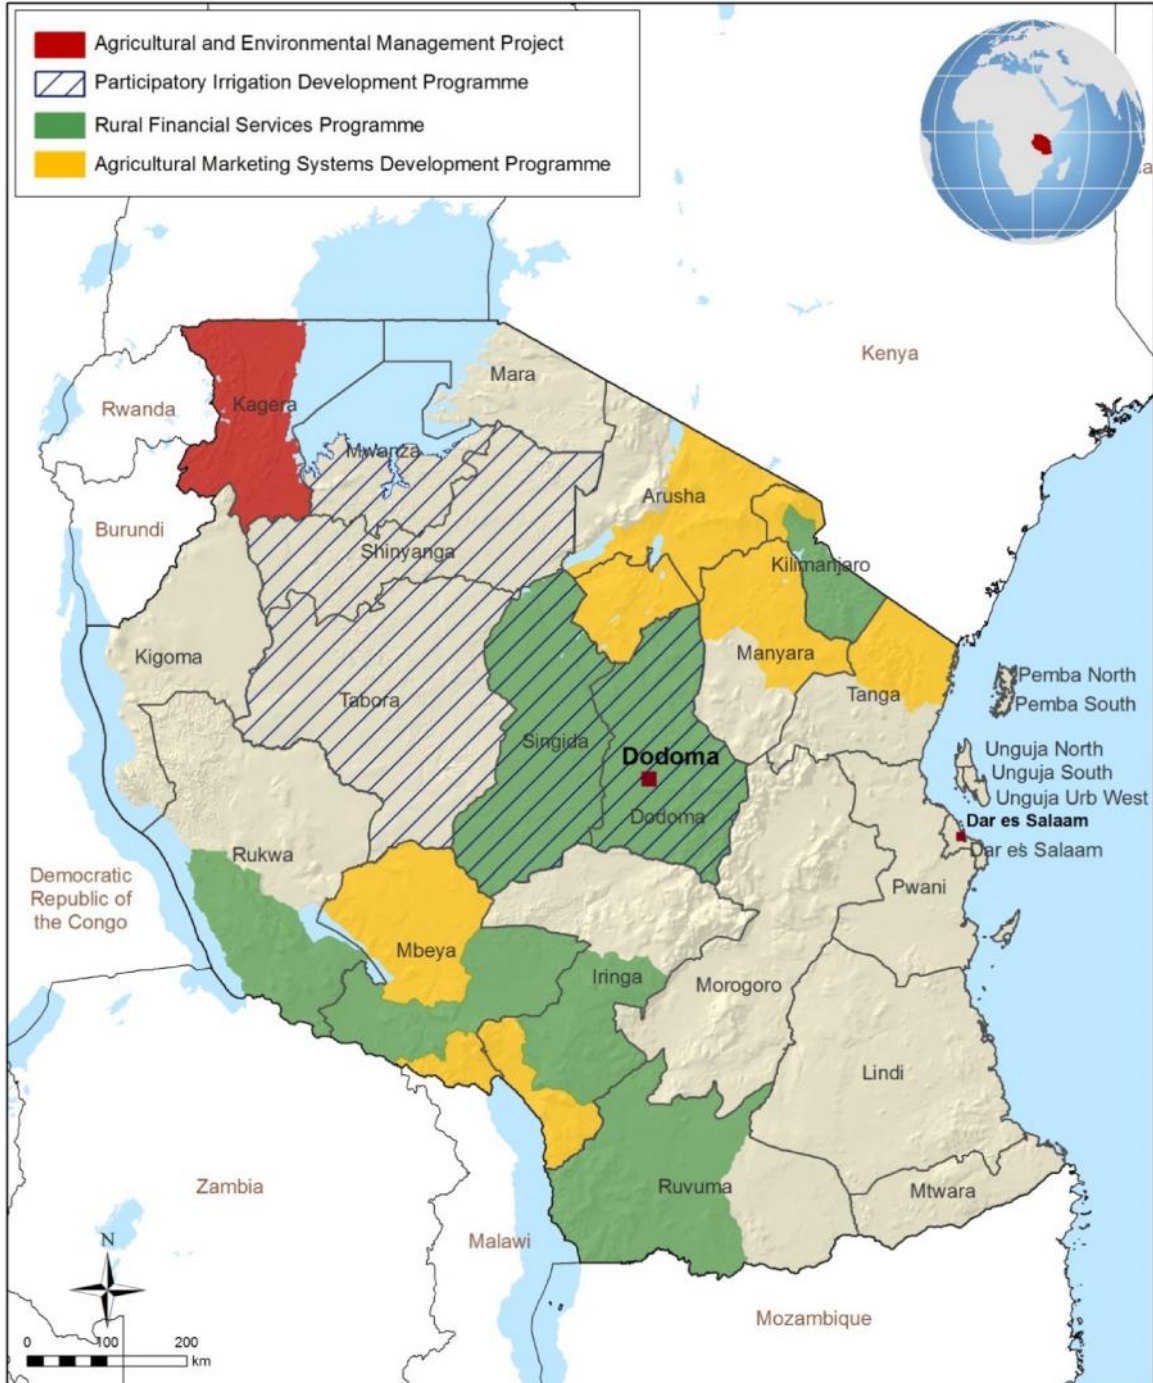 Agricultural and Environmental Management Project
Participatory Irrigation Development Programme
Rural Financial Services Programme
Agricultural Marketing Systems Development Programme
Kenya
Mara
Rwanda
Kagera
Mwanza
Arusha
Burundi
Shinyanga
Kilimanjaro
Kigoma
Manyara
Pemba North
Tanga
Pemba South
Tabora
Singida
Dodoma
Unguja North
Unguja South
Unguja Urb West
Dodoma
Dar es Salaam
Dar es Salaam
Rukwa
Democratic
Republic of
the Congo
Pwani
Mbeya
Iringa
Morogoro
Lindi
Zambia
Ruvuma
Mtwara
Malawi
N
Mozambique
0 100 200
km